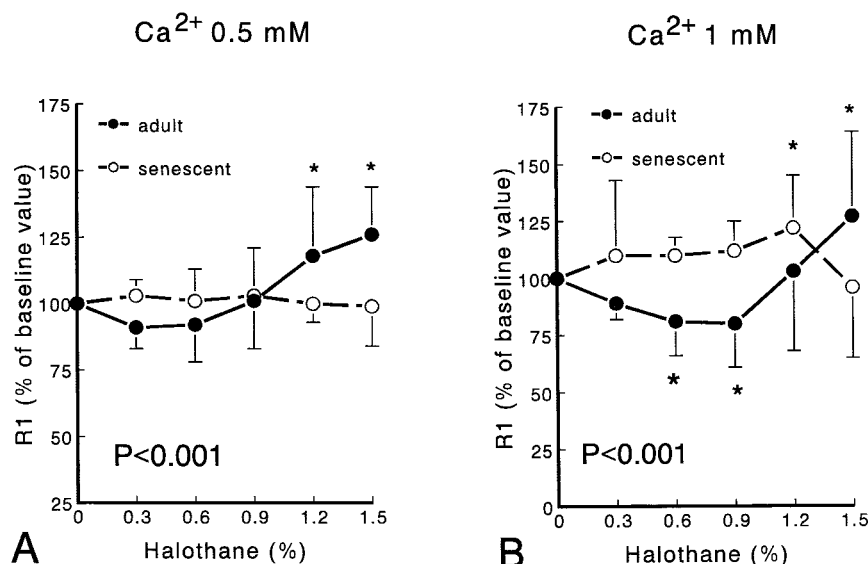 Ca2+ 0.5 mM
175
adult
150
senescent
* *
125
100
75
50
P<0.001
25
0 0.3 0.6 0.9 1.2 1.5
R1 (% of baseline value)
Halothane (%)
A
Ca2+ 1 mM
175
adult
*
150
senescent
*
125
100
75
* *
50
25
P<0.001
0
0 0.3 0.6 0.9 1.2 1.5
R1 (% of baseline value)
Halothane (%)
B